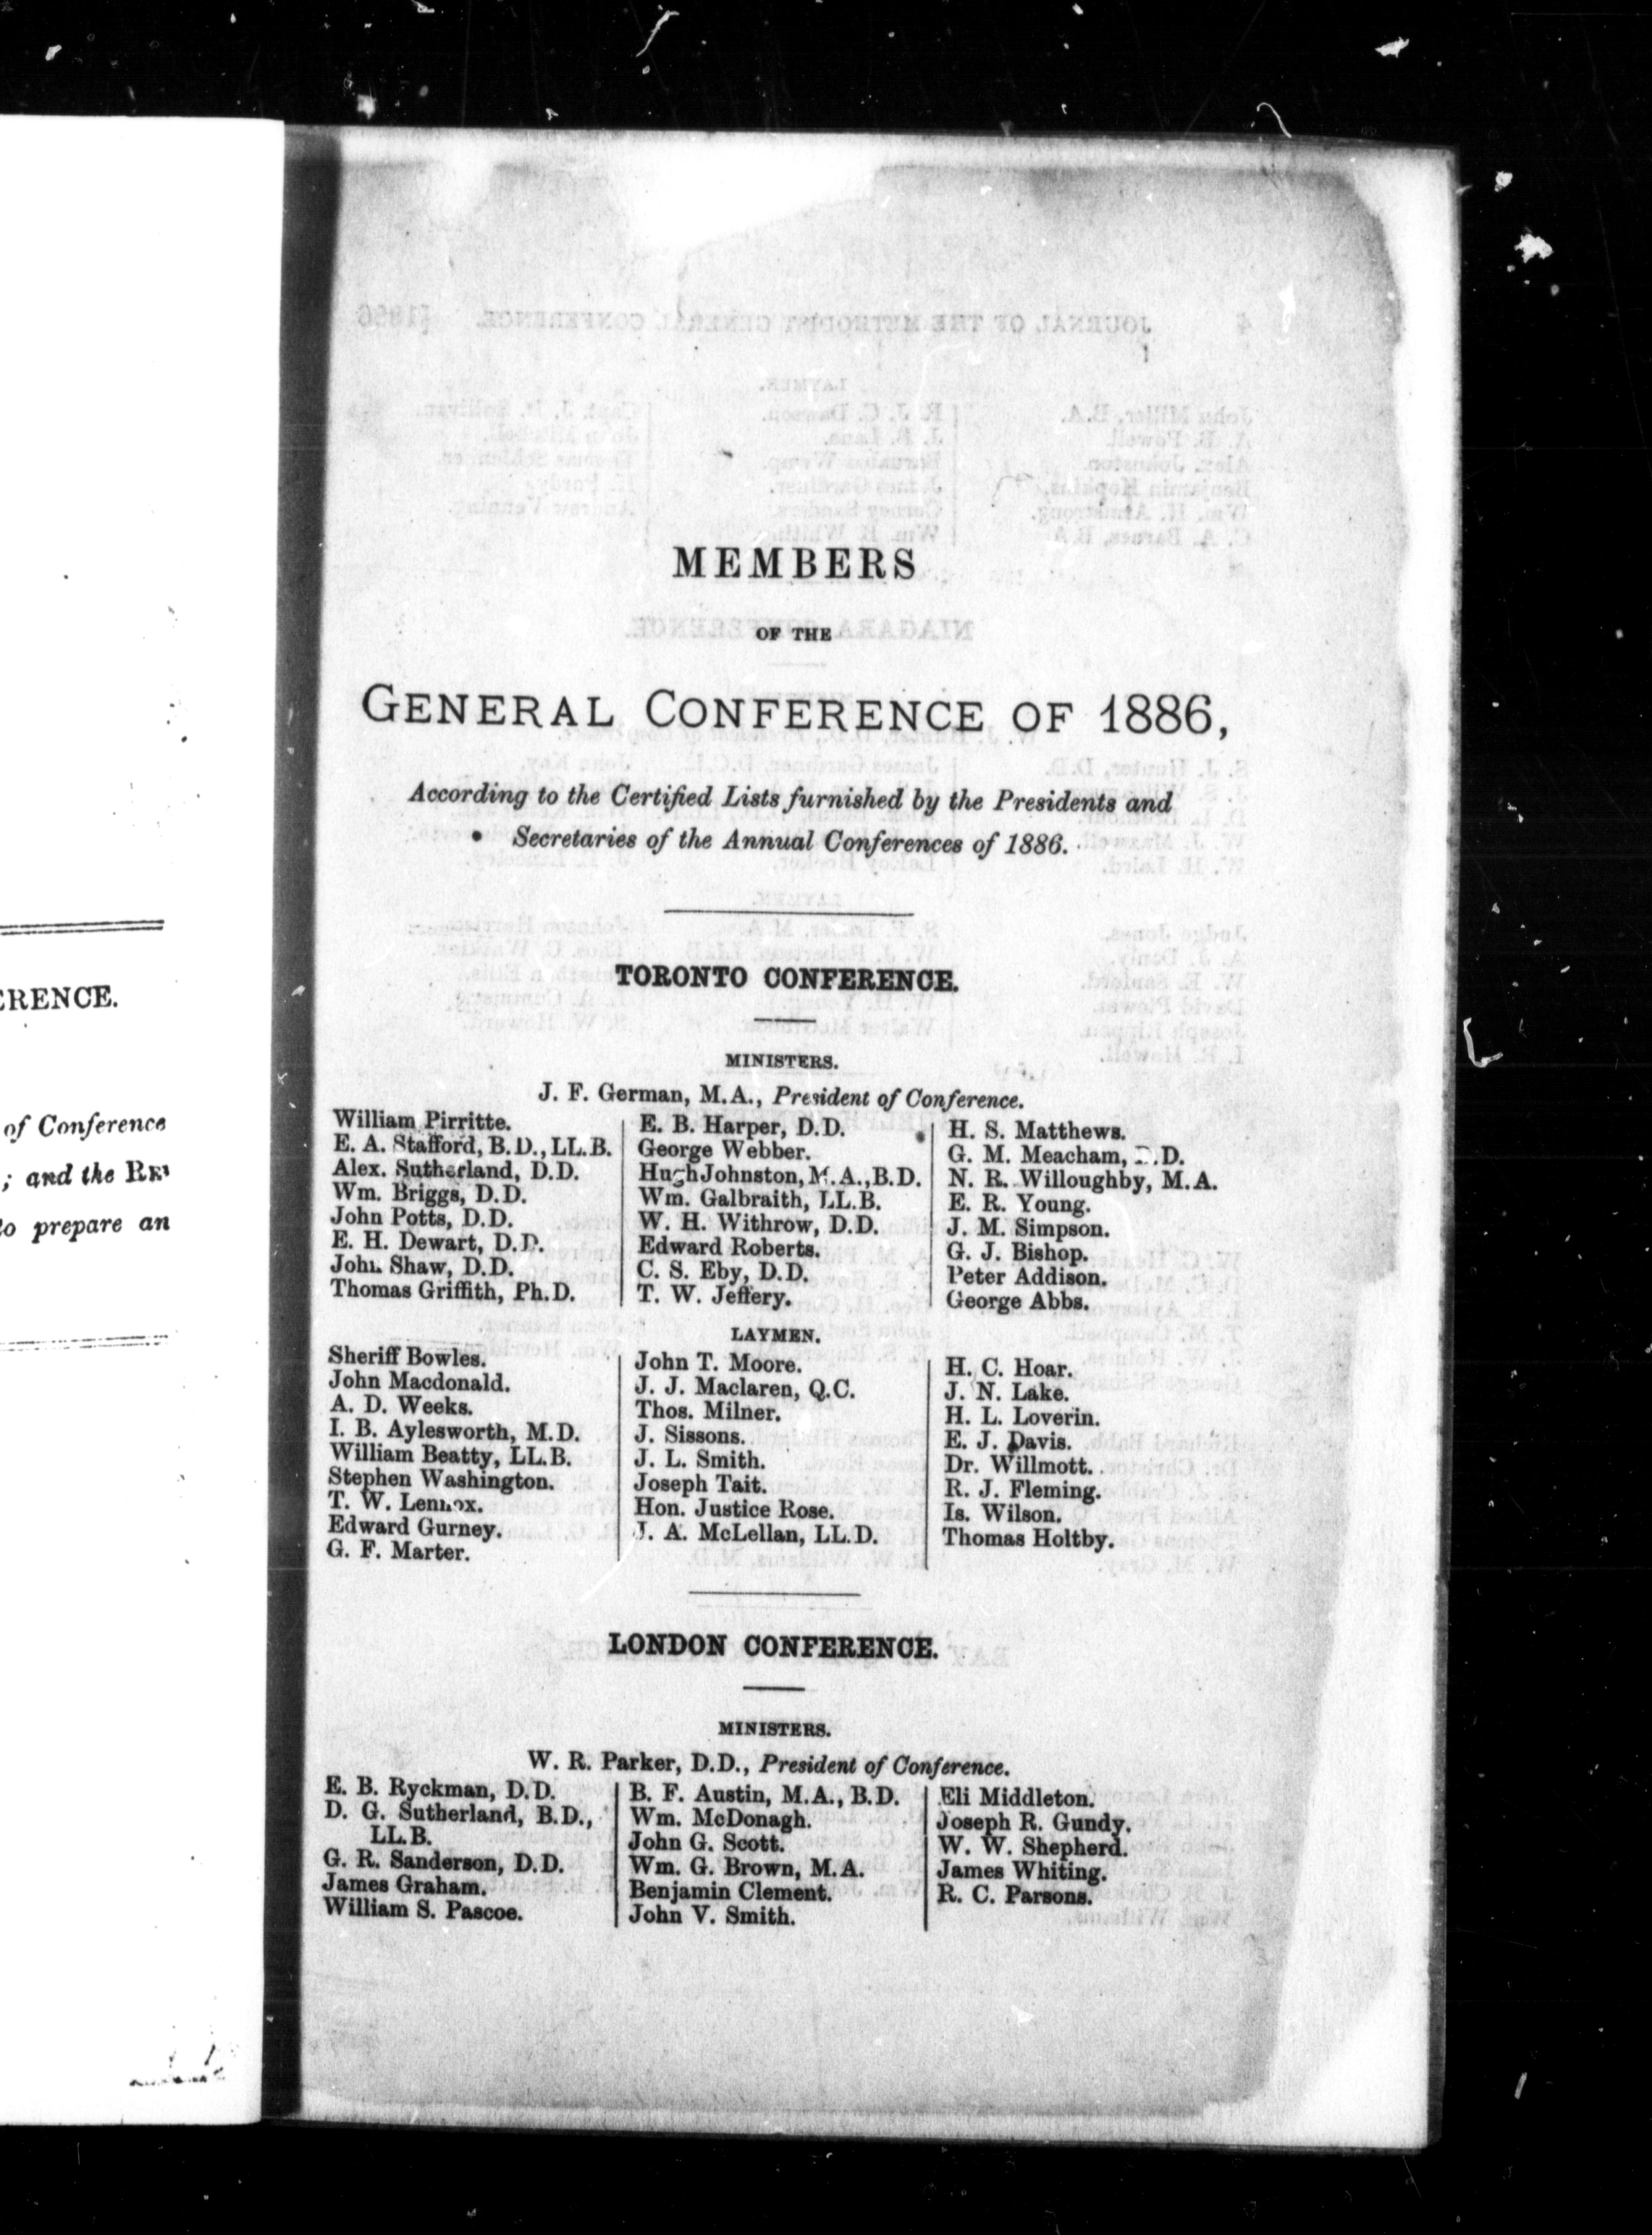 ERENCE.
of Conference
; and the
to prepare an
MEMBERS
OF THE
GENERAL CONFERENCE OF 1886,
According to the Certified Lists furnished by the Presidents and
Secretaries of the Annual Conferences of 1886.
TORONTO CONFERENCE.
MINISTERS.
J. F. German, M.A., President of Conference.
William Pirritte.
E. A. Stafford, B.D., LL.B.
Alex. Sutherland, D.D.
Wm. Briggs, D.D.
John Potts, D.D.
E. H. Dewart, D.D.
John Shaw, D.D.
Thomas Griffith, Ph.D.
E. B. Harper, D.D.
George Webber.
Hugh Johnston, M.A., B.D.
Wm. Galbraith, LL.B.
W. H. Withrow, D.D.
Edward Roberts.
C. S. Eby, D.D.
T. W. Jeffery.
H. S. Matthews.
G. M. Meacham, D.D.
N. R. Willoughby, M.A.
E. R. Young.
J. M. Simpson.
G. J. Bishop.
Peter Addison.
George Abbs.
LAYMEN.
Sheriff Bowles.
John Macdonald.
A. D. Weeks.
I. B. Aylesworth, M.D.
William Beatty, LL.B.
Stephen Washington.
T. W. Lennox.
Edward Gurney.
G. F. Marter.
John T. Moore.
J. J. Maclaren, Q.C.
Thos. Milner.
J. Sissons.
J. L. Smith.
Joseph Tait.
Hon. Justice Rose.
J. A. McLellan, LL.D.
H. C. Hoar.
J. N. Lake.
H. L. Loverin.
E. J. Davis.
Dr. Willmott.
R. J. Fleming.
Is. Wilson.
Thomas Holtby.
LONDON CONFERENCE.
MINISTERS.
W. R. Parker, D.D., President of Conference.
E. B. Ryckman, D.D.
D. G. Sutherland, B.D.,
LL.B.
G. R. Sanderson, D.D.
James Graham.
William S. Pascoe.
B. F. Austin, M.A., B.D.
Wm. McDonagh.
John G. Scott.
Wm. G. Brown, M.A.
Benjamin Clement.
John V. Smith.
Eli Middleton.
Joseph R. Gundy.
W. W. Shepherd.
James Whiting.
R. C. Parsons.